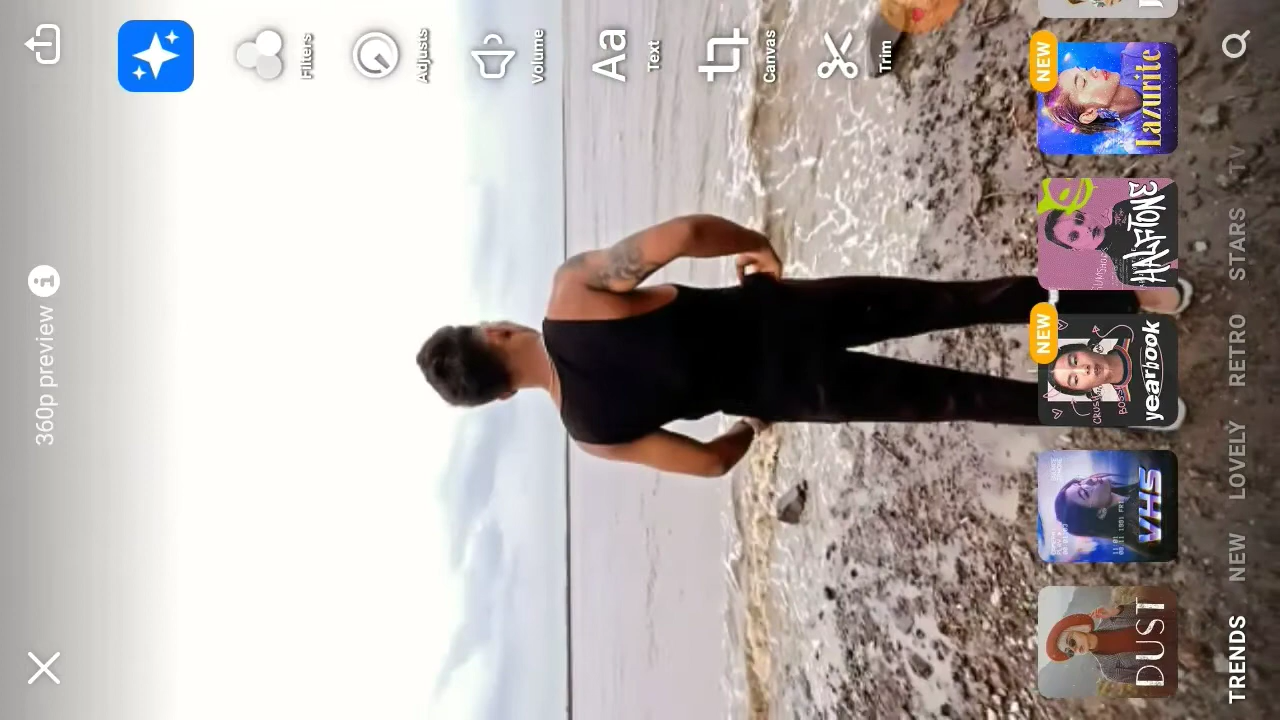 360p preview
Filters
Adjusts
Volume
Aa
Text
Canvas
Trim
DUST
VHS
NEW
yearbook
HALFTONE
NEW
Lazurite
TRENDS
NEW
LOVELY
RETRO
STARS
TV